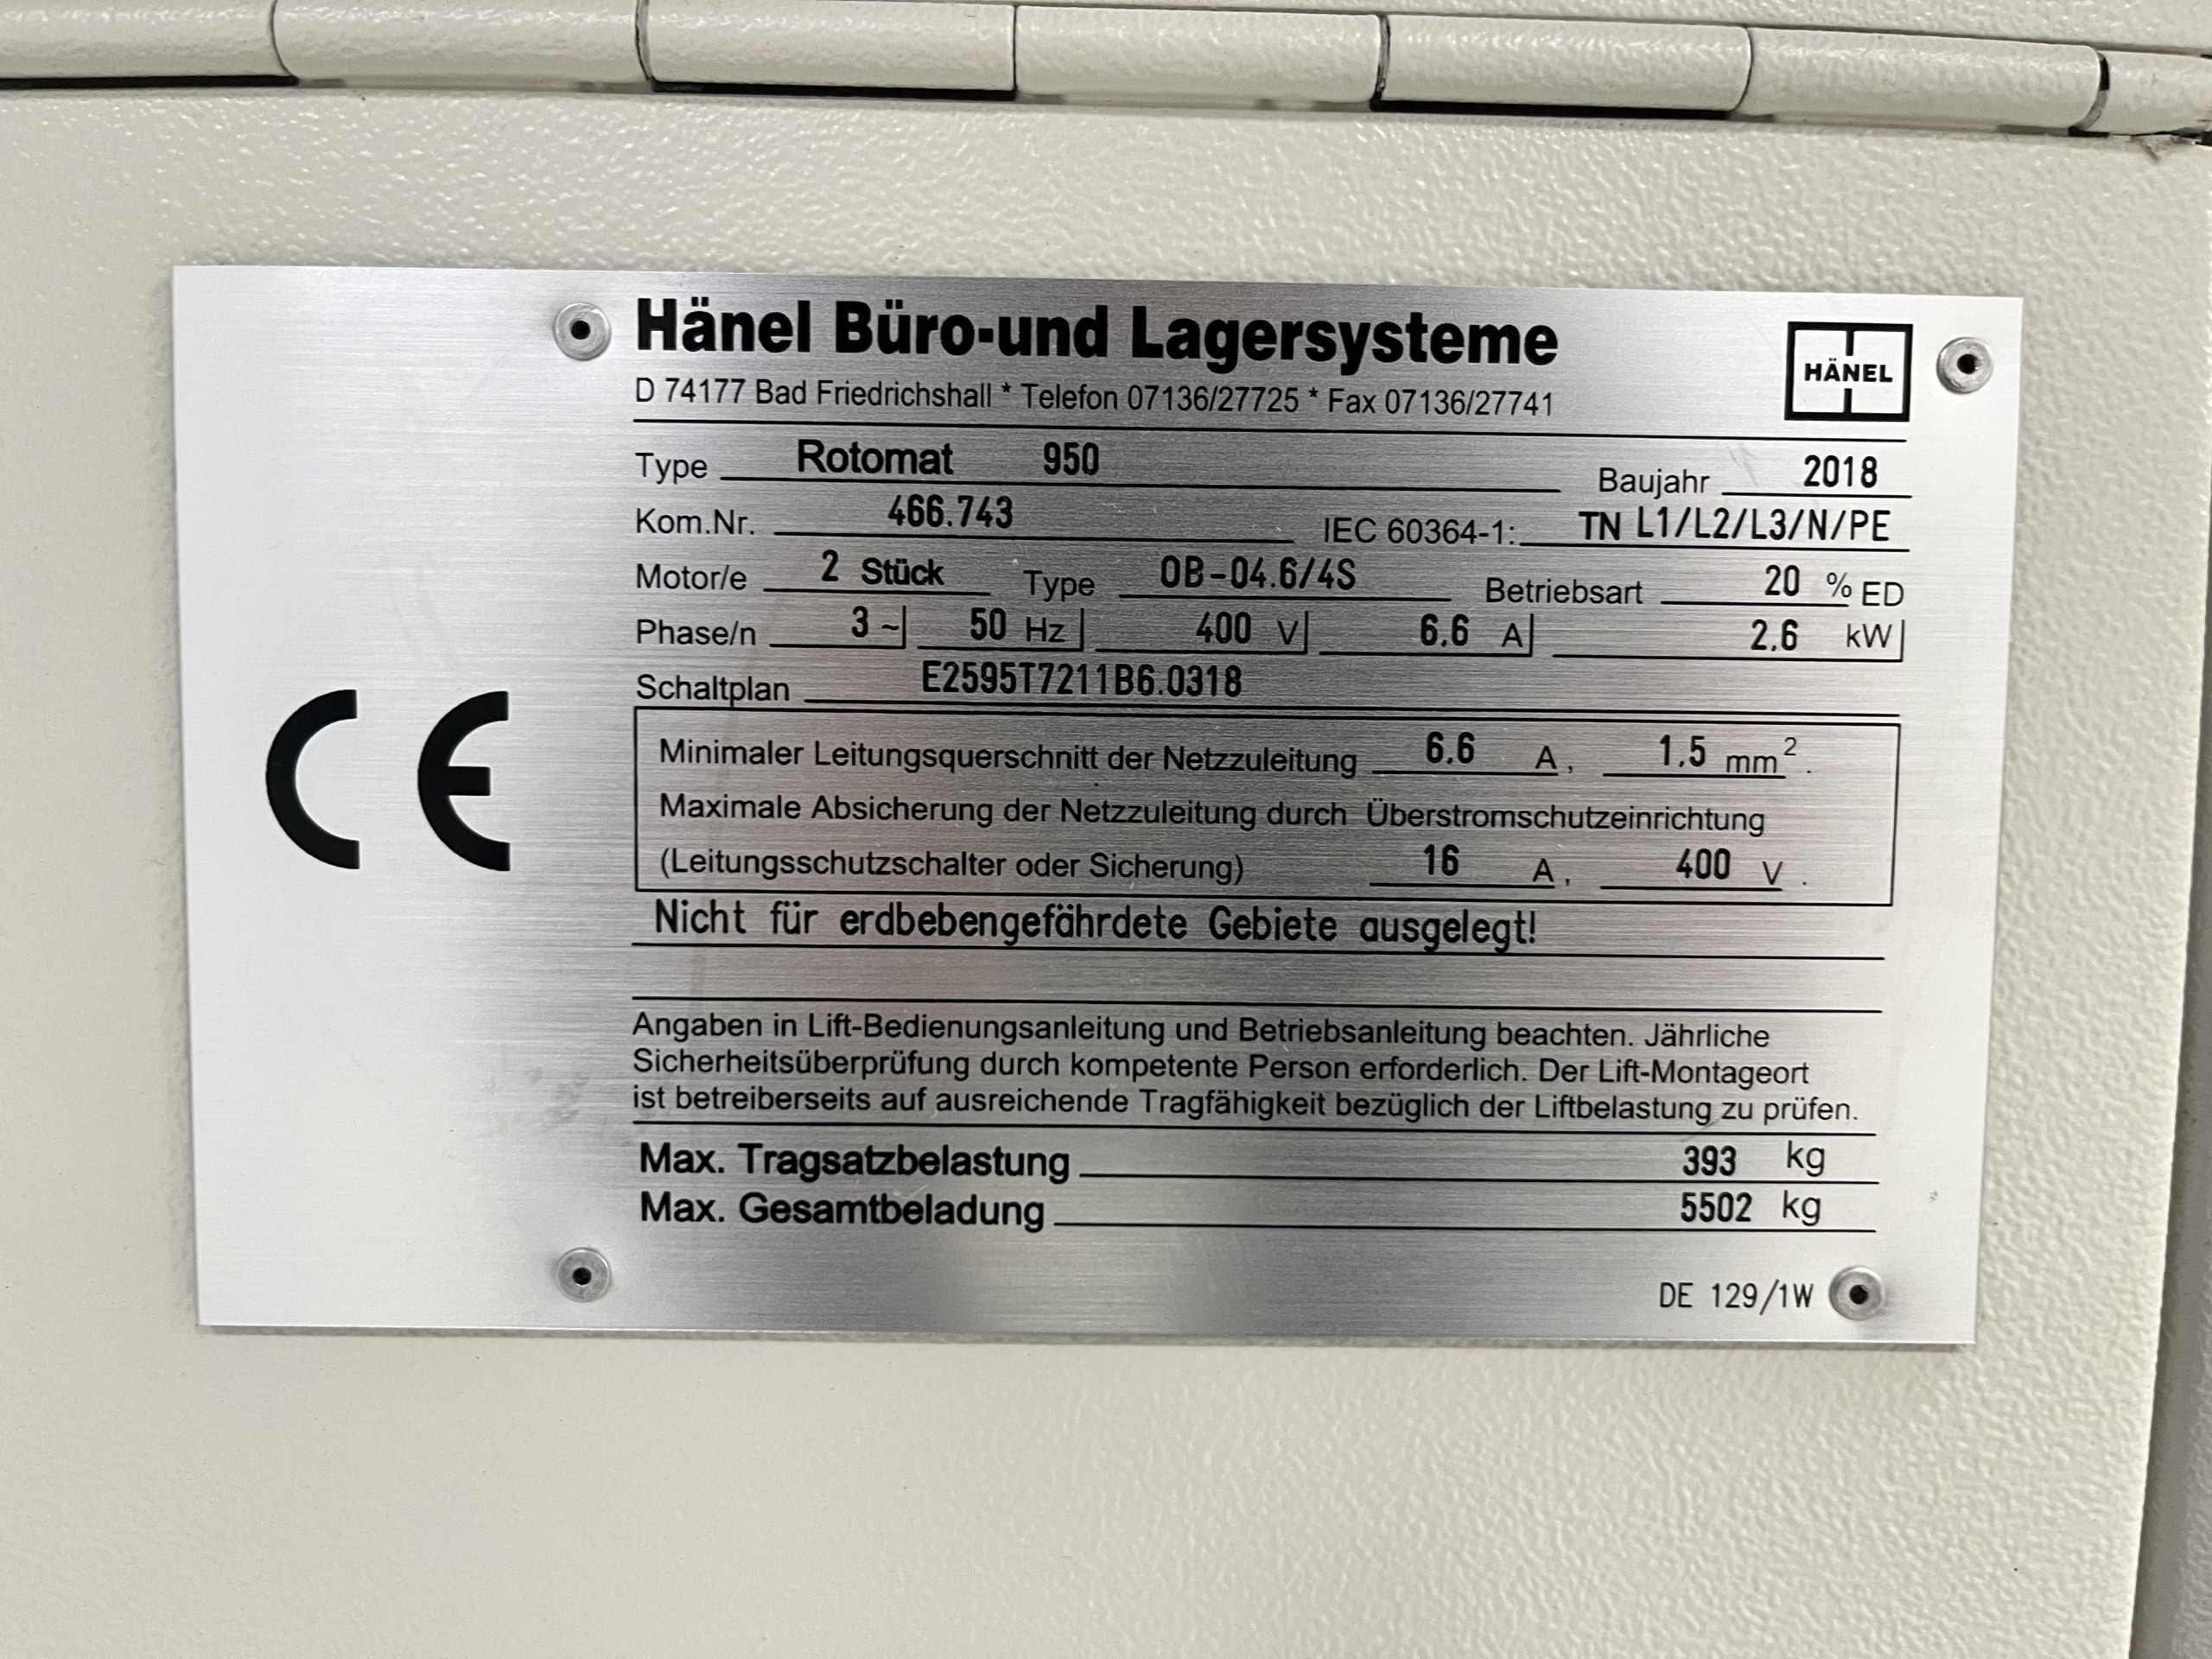 Hänel Büro-und Lagersysteme
HÄNEL
D 74177 Bad Friedrichshall * Telefon 07136/27725 * Fax 07136/27741
Type Rotomat 950 Baujahr 2018
Kom.Nr. 466.743 IEC 60364-1: TN L1/L2/L3/N/PE
Motor/e 2 Stück Type OB-04.6/4S Betriebsart 20 % ED
Phase/n 3 ~ 50 Hz 400 V 6,6 A 2,6 kW
Schaltplan E2595T7211B6.0318
CE
Minimaler Leitungsquerschnitt der Netzzuleitung 6,6 A, 1,5 mm².
Maximale Absicherung der Netzzuleitung durch Überstromschutzeinrichtung
(Leitungsschutzschalter oder Sicherung) 16 A, 400 V.
Nicht für erdbebengefährdete Gebiete ausgelegt!
Angaben in Lift-Bedienungsanleitung und Betriebsanleitung beachten. Jährliche
Sicherheitsüberprüfung durch kompetente Person erforderlich. Der Lift-Montageort
ist betreiberseits auf ausreichende Tragfähigkeit bezüglich der Liftbelastung zu prüfen.
Max. Tragsatzbelastung 393 kg
Max. Gesamtbeladung 5502 kg
DE 129/1W